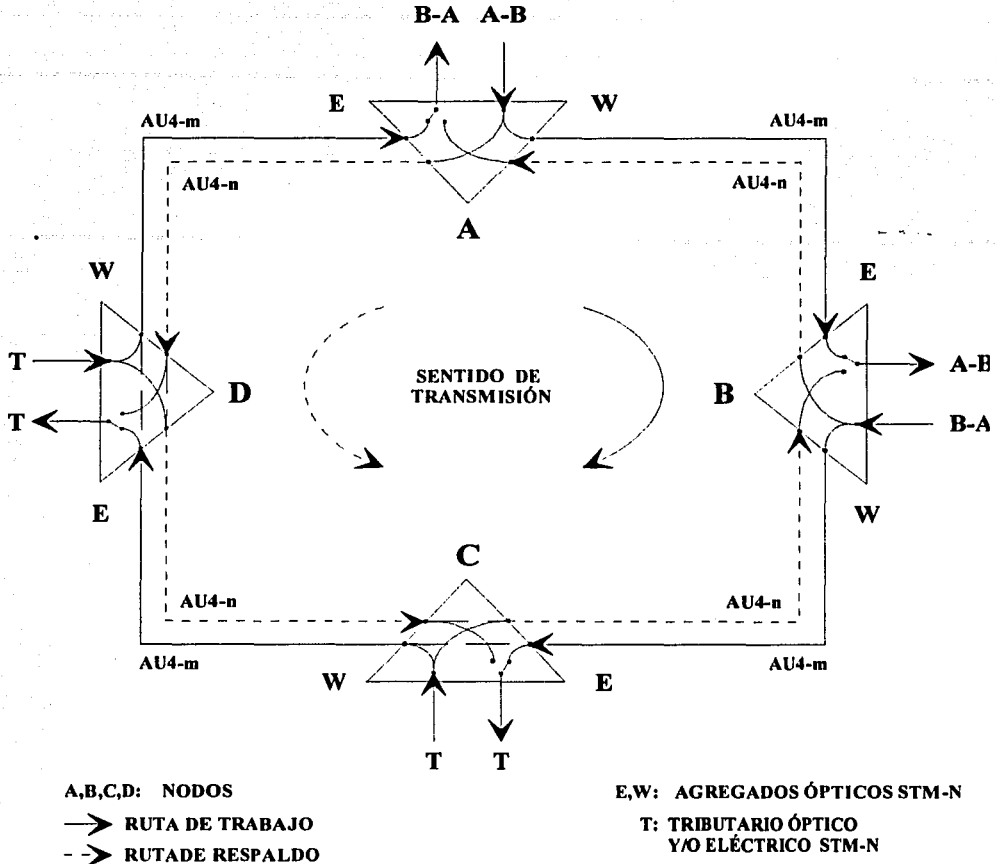 B-A A-B
E W
AU4-m AU4-m
AU4-n AU4-n
A
W E
T A-B
SENTIDO DE
TRANSMISIÓN
D B
T B-A
E W
C
AU4-n AU4-n
AU4-m AU4-m
W E
T T
A,B,C,D: NODOS
RUTA DE TRABAJO
RUTADE RESPALDO
E,W: AGREGADOS ÓPTICOS STM-N
T: TRIBUTARIO ÓPTICO
Y/O ELÉCTRICO STM-N